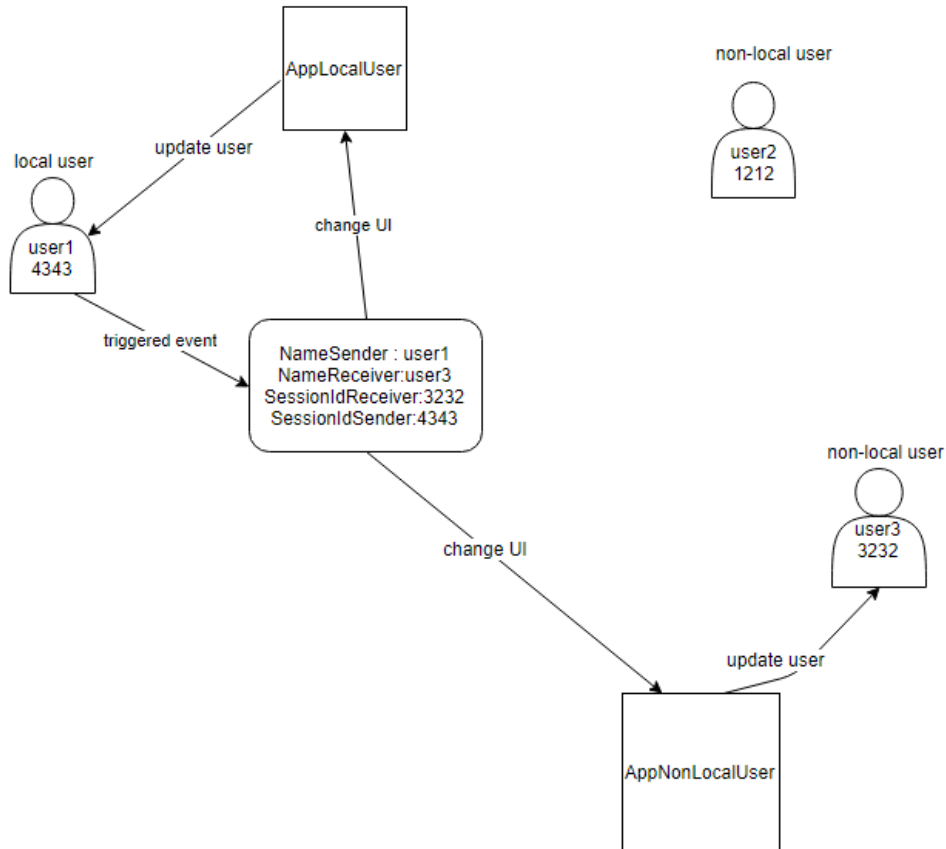 AppLocalUser
non-local user
user2
1212
update user
local user
user1
4343
change UI
triggered event
NameSender : user1
NameReceiver:user3
SessionIdReceiver:3232
SessionIdSender:4343
non-local user
user3
3232
change UI
update user
AppNonLocalUser